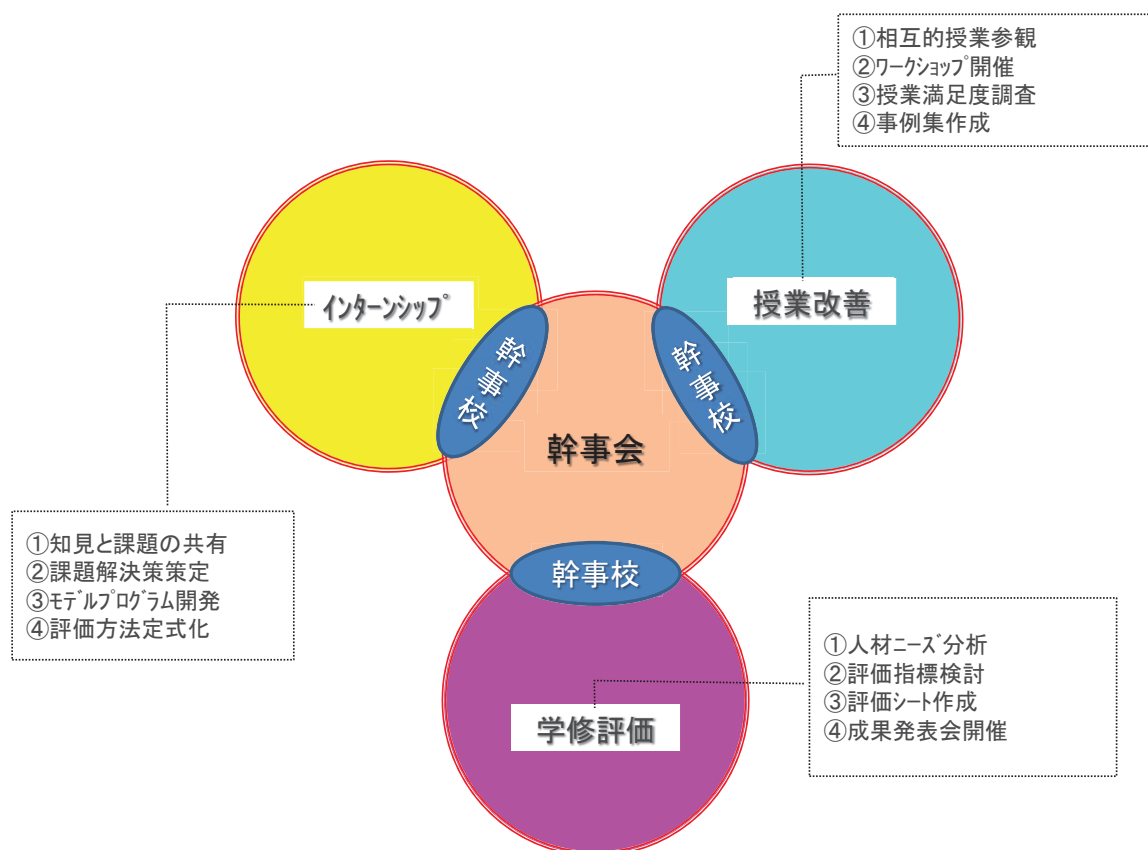 ①相互的授業参観
②ﾜｰｸｼｮｯﾌﾟ開催
③授業満足度調査
④事例集作成
ｲﾝﾀｰﾝｼｯﾌﾟ
授業改善
幹事校
幹事校
幹事会
①知見と課題の共有
②課題解決策策定
③ﾓﾃﾞﾙﾌﾟﾛｸﾞﾗﾑ開発
④評価方法定式化
幹事校
①人材ﾆｰｽﾞ分析
②評価指標検討
③評価ｼｰﾄ作成
④成果発表会開催
学修評価